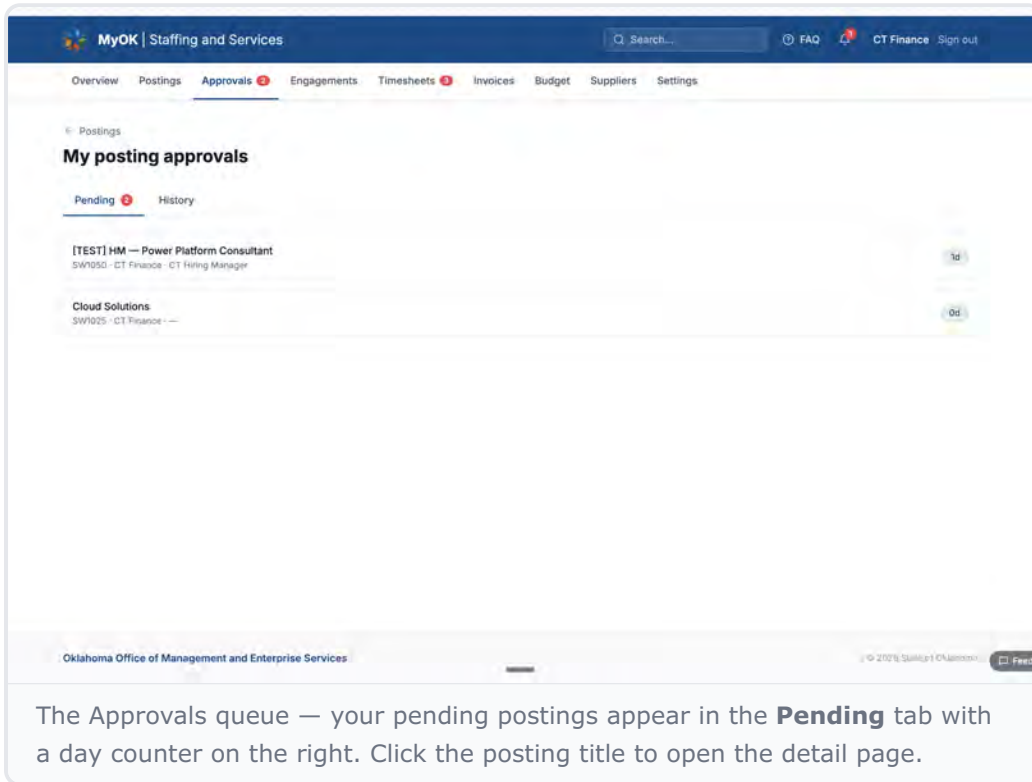 MyOK | Staffing and Services
Search...
FAQ
1
CT Finance Sign out
Overview Postings Approvals 2 Engagements Timesheets 3 Invoices Budget Suppliers Settings
← Postings
My posting approvals
Pending 2 History
[TEST] HM — Power Platform Consultant
SW1050 · CT Finance · CT Hiring Manager
1d
Cloud Solutions
SW1025 · CT Finance · —
0d
Oklahoma Office of Management and Enterprise Services
The Approvals queue — your pending postings appear in the Pending tab with
a day counter on the right. Click the posting title to open the detail page.